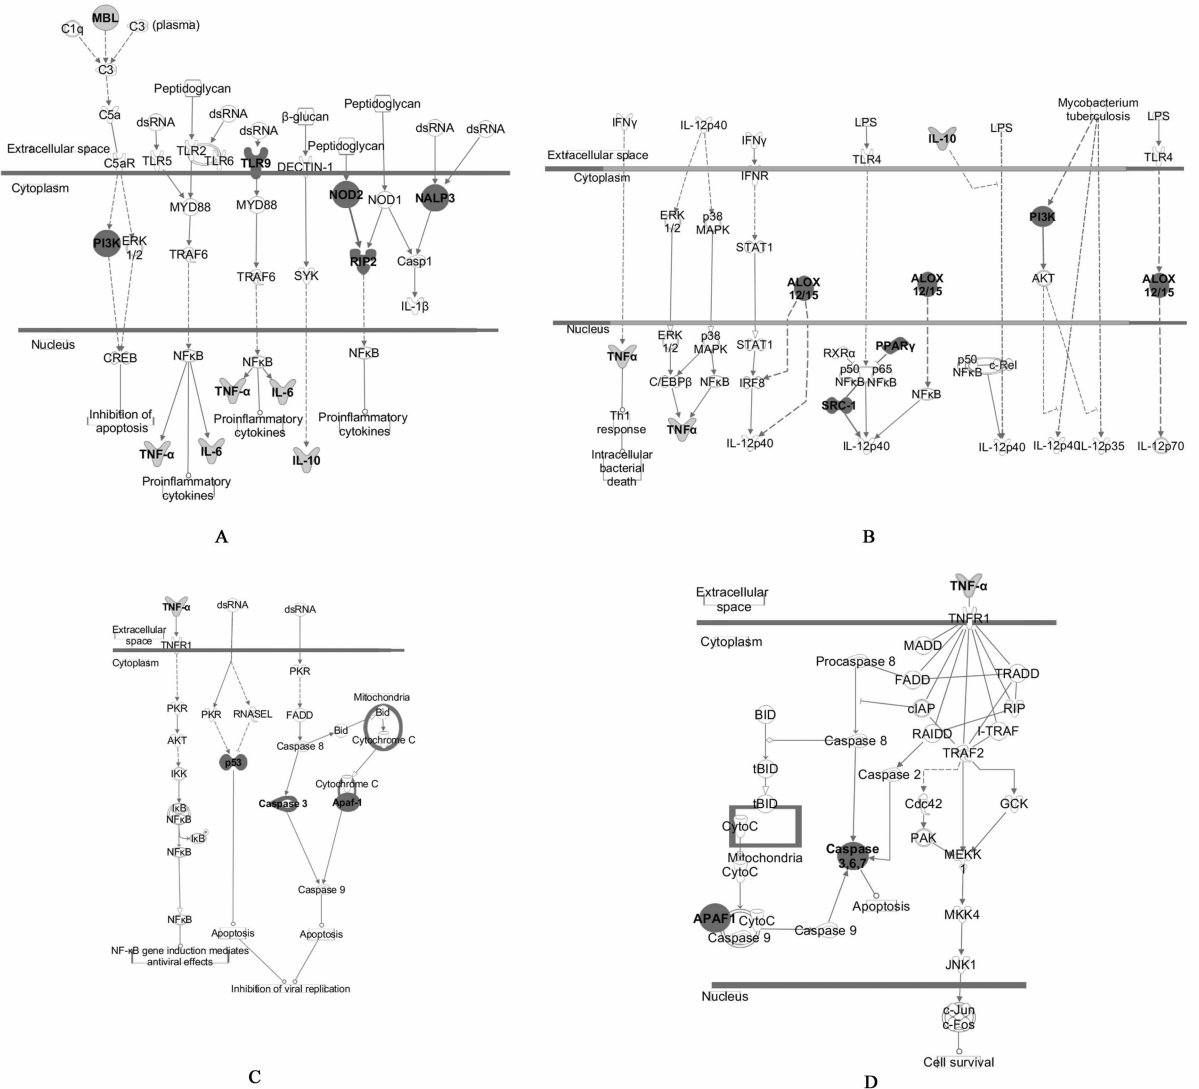 MBL
C1q
C3 (plasma)
C3
C5a
Peptidoglycan
dsRNA
dsRNA
dsRNA
β-glucan
Peptidoglycan
Peptidoglycan
dsRNA
dsRNA
Extracellular space
C5aR
TLR5
TLR2
TLR6
TLR9
DECTIN-1
Cytoplasm
NOD2
NOD1
NALP3
MYD88
MYD88
PI3K
ERK
1/2
TRAF6
TRAF6
SYK
RIP2
Casp1
IL-1β
Nucleus
CREB
NFκB
NFκB
NFκB
TNF-α
IL-6
Inhibition of
apoptosis
Proinflammatory
cytokines
Proinflammatory
cytokines
TNF-α
IL-6
IL-10
Proinflammatory
cytokines
A
IFNγ
IL-12p40
IFNγ
LPS
IL-10
LPS
Mycobacterium
tuberculosis
LPS
Extracellular space
IFNR
TLR4
TLR4
Cytoplasm
ERK
1/2
p38
MAPK
STAT1
PI3K
AKT
ALOX
12/15
ALOX
12/15
ALOX
12/15
Nucleus
TNFα
ERK
1/2
p38
MAPK
STAT1
RXRα
PPARγ
p50
NFκB
p65
NFκB
p50
NFκB
c-Rel
C/EBPβ
NFκB
IRF8
SRC-1
NFκB
Th1
response
TNFα
IL-12p40
IL-12p40
IL-12p40
IL-12p40
IL-12p35
IL-12p70
Intracellular
bacterial
death
B
TNF-α
dsRNA
dsRNA
Extracellular
space
TNFR1
Cytoplasm
PKR
PKR
PKR
RNASEL
FADD
Mitochondria
Bid
Bid
Cytochrome C
AKT
Caspase 8
p53
IKK
Cytochrome C
Caspase 3
Apaf-1
IκB
NFκB
IκB
P
NFκB
Caspase 9
NFκB
Apoptosis
Apoptosis
NF-κB gene induction mediates
antiviral effects
Inhibition of viral replication
C
TNF-α
Extracellular
space
TNFR1
Cytoplasm
MADD
Procaspase 8
FADD
TRADD
cIAP
RIP
BID
RAIDD
I-TRAF
Caspase 8
TRAF2
tBID
Caspase 2
tBID
Cdc42
GCK
CytoC
PAK
Mitochondria
Caspase
3,6,7
MEKK
1
CytoC
APAF1
CytoC
Caspase 9
Caspase 9
Apoptosis
MKK4
JNK1
Nucleus
c-Jun
c-Fos
Cell survival
D